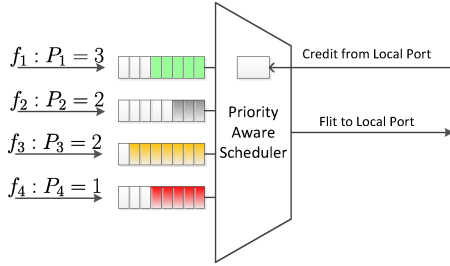 f₁ : P₁ = 3
f₂ : P₂ = 2
f₃ : P₃ = 2
f₄ : P₄ = 1
Priority
Aware
Scheduler
Credit from Local Port
Flit to Local Port